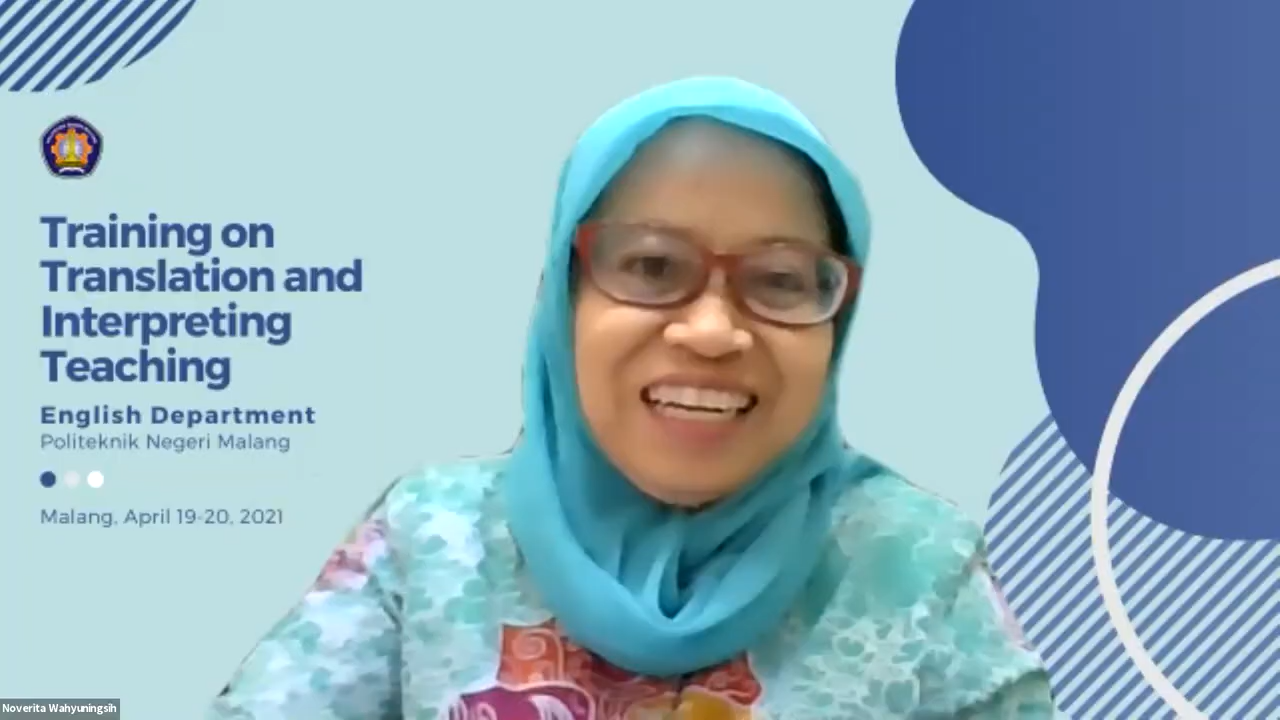 Training on
Translation and
Interpreting
Teaching
English Department
Politeknik Negeri Malang
Malang, April 19-20, 2021
Noverita Wahyuningsih